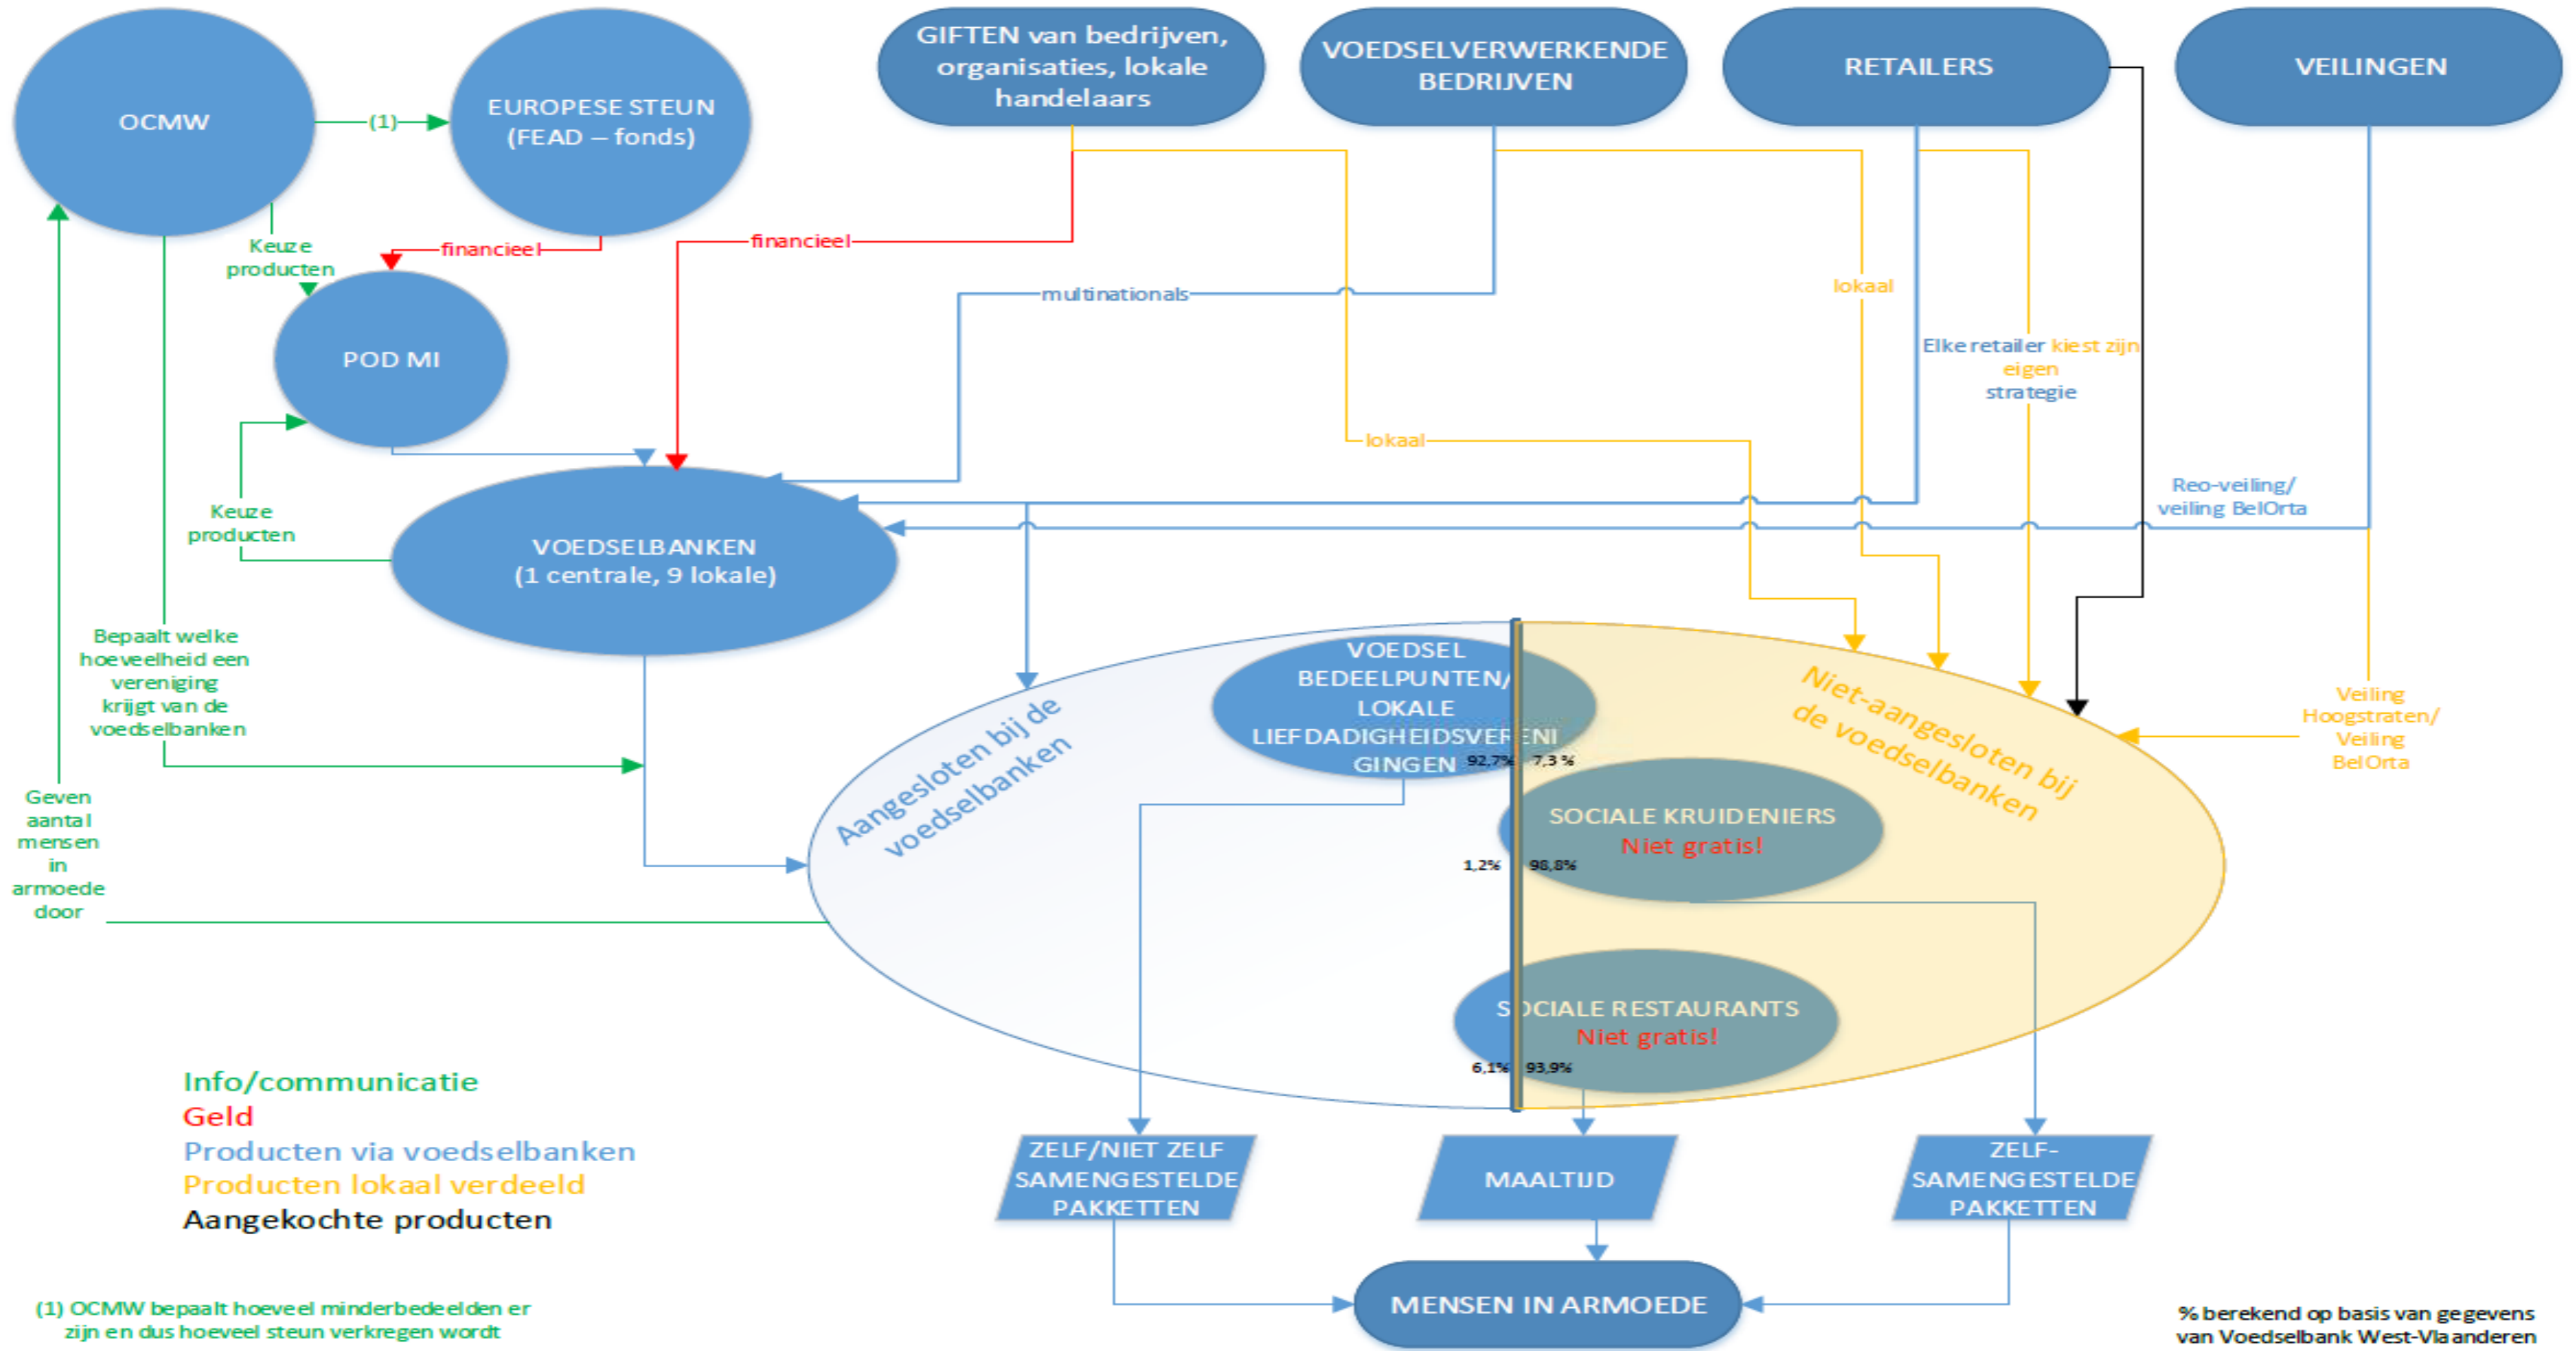 OCMW
(1)
EUROPESE STEUN
(FEAD – fonds)
GIFTEN van bedrijven,
organisaties, lokale
handelaars
VOEDSELVERWERKENDE
BEDRIJVEN
RETAILERS
VEILINGEN
Keuze
producten
financieel
financieel
multinationals
lokaal
POD MI
Elke retailer kiest zijn
eigen
strategie
lokaal
Reo-veiling/
veiling BelOrta
Keuze
producten
VOEDSELBANKEN
(1 centrale, 9 lokale)
Bepaalt welke
hoeveelheid een
vereniging
krijgt van de
voedselbanken
Geven
aantal
mensen
in
armoede
door
Aangesloten bij de
voedselbanken
VOEDSEL
BEDEELPUNTEN/
LOKALE
LIEFDADIGHEIDSVERENI
GINGEN
92,7% 7,3 %
Niet-aangesloten bij
de voedselbanken
Veiling
Hoogstraten/
Veiling
BelOrta
SOCIALE KRUIDENIERS
Niet gratis!
1,2% 98,8%
SOCIALE RESTAURANTS
Niet gratis!
6,1% 93,9%
Info/communicatie
Geld
Producten via voedselbanken
Producten lokaal verdeeld
Aangekochte producten
ZELF/NIET ZELF
SAMENGESTELDE
PAKKETTEN
MAALTIJD
ZELF-
SAMENGESTELDE
PAKKETTEN
MENSEN IN ARMOEDE
(1) OCMW bepaalt hoeveel minderbedeelden er
zijn en dus hoeveel steun verkregen wordt
% berekend op basis van gegevens
van Voedselbank West-Vlaanderen